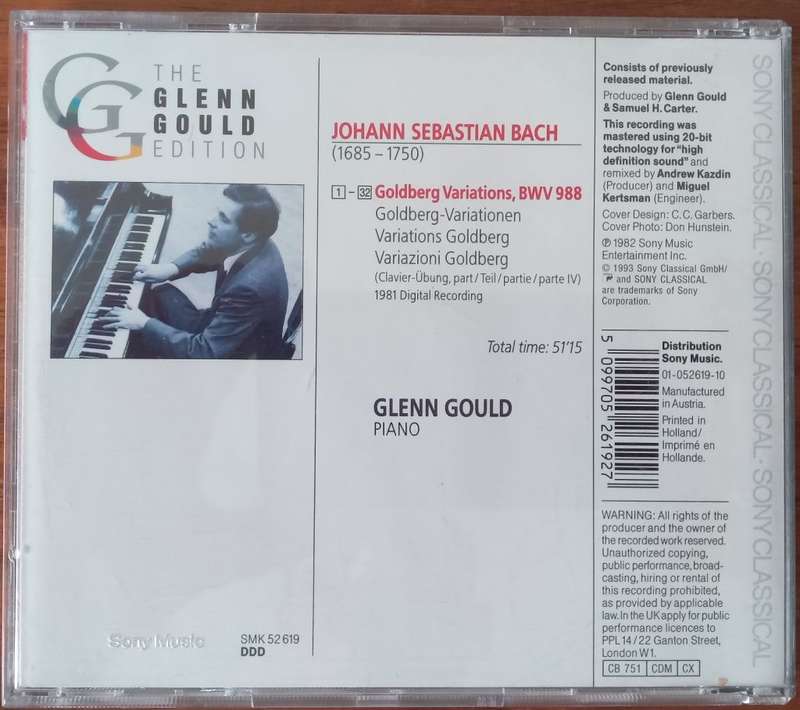 THE
GLENN
GOULD
EDITION
JOHANN SEBASTIAN BACH
(1685 – 1750)
1 – 32 Goldberg Variations, BWV 988
Goldberg-Variationen
Variations Goldberg
Variazioni Goldberg
(Clavier-Übung, part / Teil / partie / parte IV)
1981 Digital Recording
Total time: 51'15
GLENN GOULD
PIANO
Sony Music
SMK 52 619
DDD
Consists of previously
released material.
Produced by Glenn Gould
& Samuel H. Carter.
This recording was
mastered using 20-bit
technology for "high
definition sound" and
remixed by Andrew Kazdin
(Producer) and Miguel
Kertsman (Engineer).
Cover Design: C. C. Garbers.
Cover Photo: Don Hunstein.
℗ 1982 Sony Music
Entertainment Inc.
© 1993 Sony Classical GmbH/
and SONY CLASSICAL
are trademarks of Sony
Corporation.
5 099705 261927
Distribution
Sony Music.
01-052619-10
Manufactured
in Austria.
Printed in
Holland/
Imprimé en
Hollande.
WARNING: All rights of the
producer and the owner of
the recorded work reserved.
Unauthorized copying,
public performance, broad-
casting, hiring or rental of
this recording prohibited,
as provided by applicable
law. In the UK apply for public
performance licences to
PPL 14 / 22 Ganton Street,
London W1.
CB 751 CDM CX
SONY CLASSICAL · SONY CLASSICAL · SONY CLASSICAL